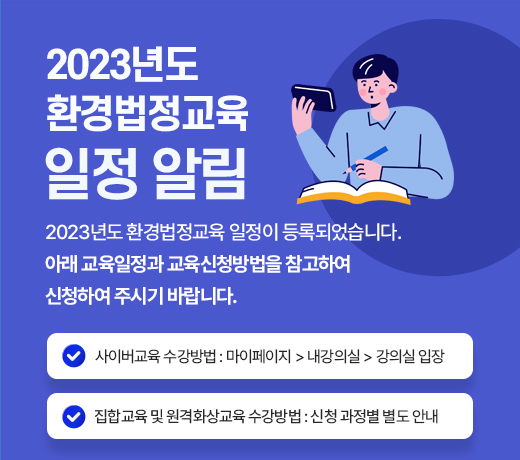 2023년도
환경법정교육
일정 알림
2023년도 환경법정교육 일정이 등록되었습니다.
아래 교육일정과 교육신청방법을 참고하여
신청하여 주시기 바랍니다.
사이버교육 수강방법 : 마이페이지 > 내강의실 > 강의실 입장
집합교육 및 원격화상교육 수강방법 : 신청 과정별 별도 안내